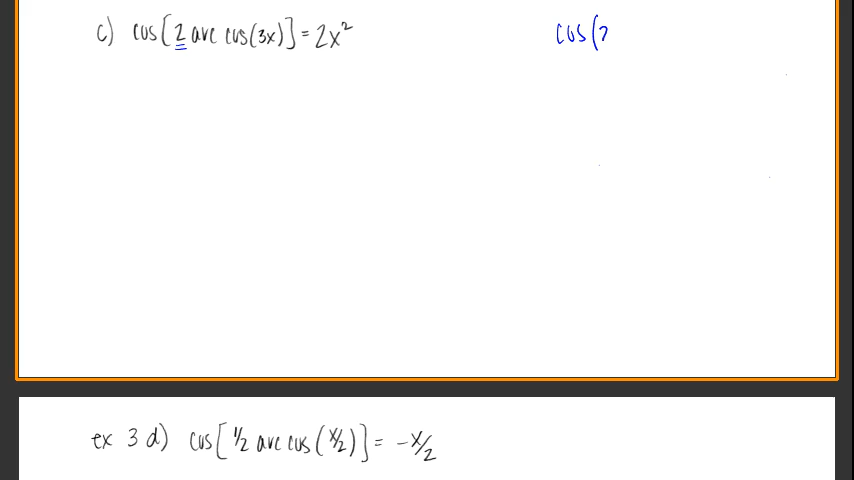 c) cos[2 arc cos(3x)] = 2x²
cos(2
ex 3 d) cos[1/2 arc cos(x/2)] = -x/2